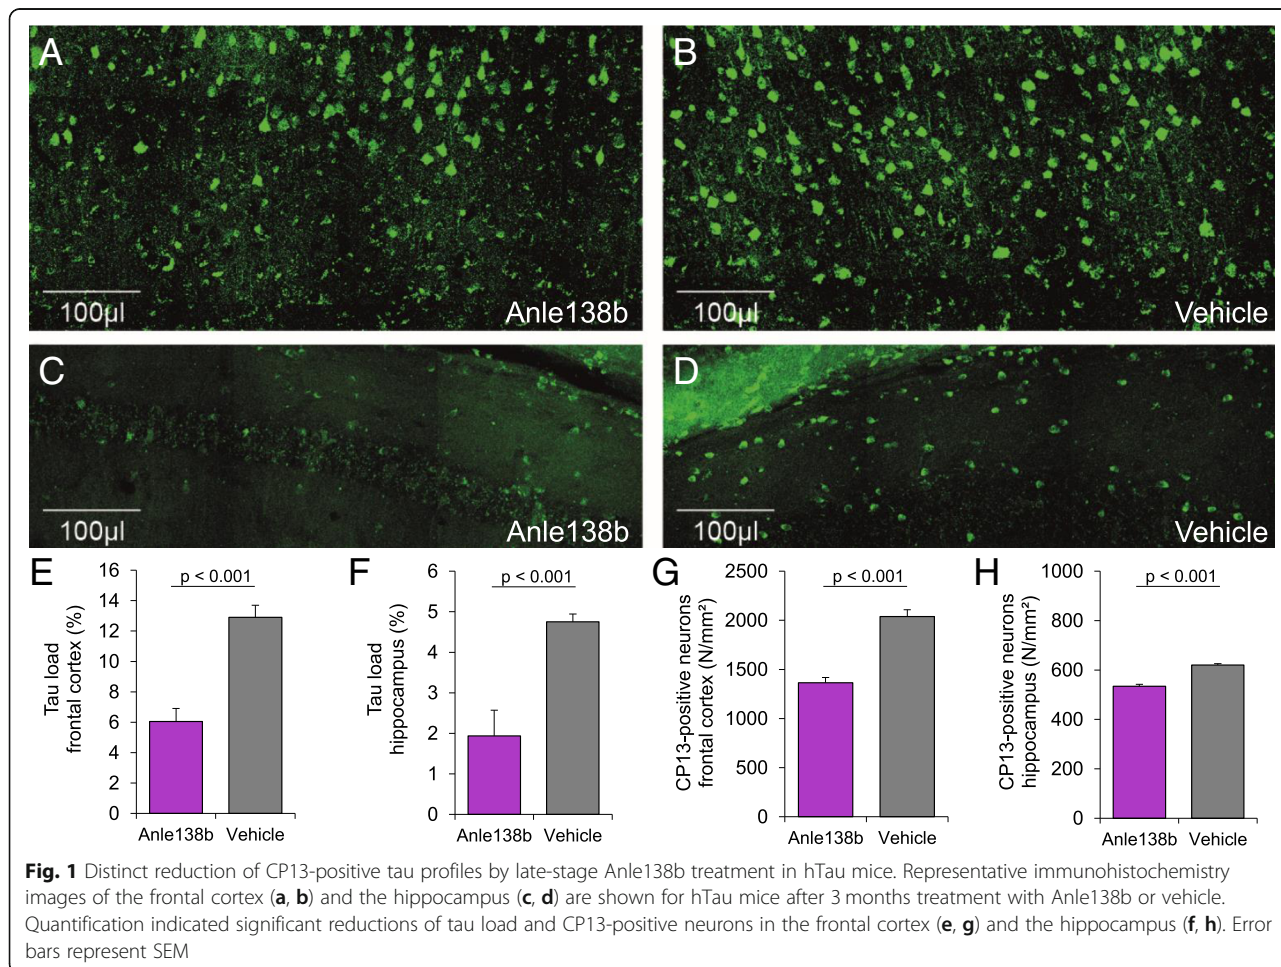 A
100µl
Anle138b
B
100µl
Vehicle
C
100µl
Anle138b
D
100µl
Vehicle
E
Tau load
frontal cortex (%)
16
14
12
10
8
6
4
2
0
p < 0.001
Anle138b
Vehicle
F
Tau load
hippocampus (%)
6
5
4
3
2
1
0
p < 0.001
Anle138b
Vehicle
G
CP13-positive neurons
frontal cortex (N/mm²)
2500
2000
1500
1000
500
0
p < 0.001
Anle138b
Vehicle
H
CP13-positive neurons
hippocampus (N/mm²)
1000
800
600
400
200
0
p < 0.001
Anle138b
Vehicle
Fig. 1 Distinct reduction of CP13-positive tau profiles by late-stage Anle138b treatment in hTau mice. Representative immunohistochemistry
images of the frontal cortex (a, b) and the hippocampus (c, d) are shown for hTau mice after 3 months treatment with Anle138b or vehicle.
Quantification indicated significant reductions of tau load and CP13-positive neurons in the frontal cortex (e, g) and the hippocampus (f, h). Error
bars represent SEM